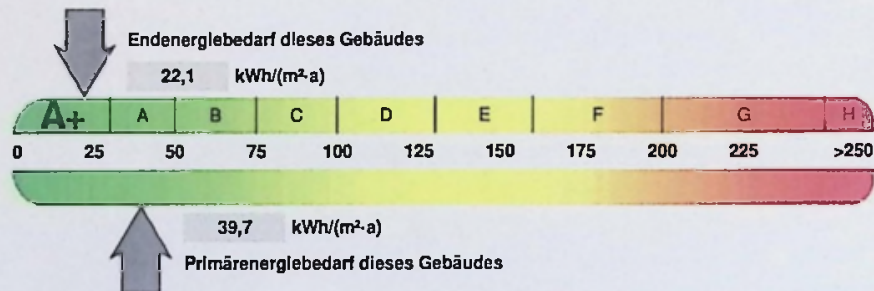 Endenergiebedarf dieses Gebäudes
22,1 kWh/(m²·a)
A+ A B C D E F G H
0 25 50 75 100 125 150 175 200 225 >250
39,7 kWh/(m²·a)
Primärenergiebedarf dieses Gebäudes